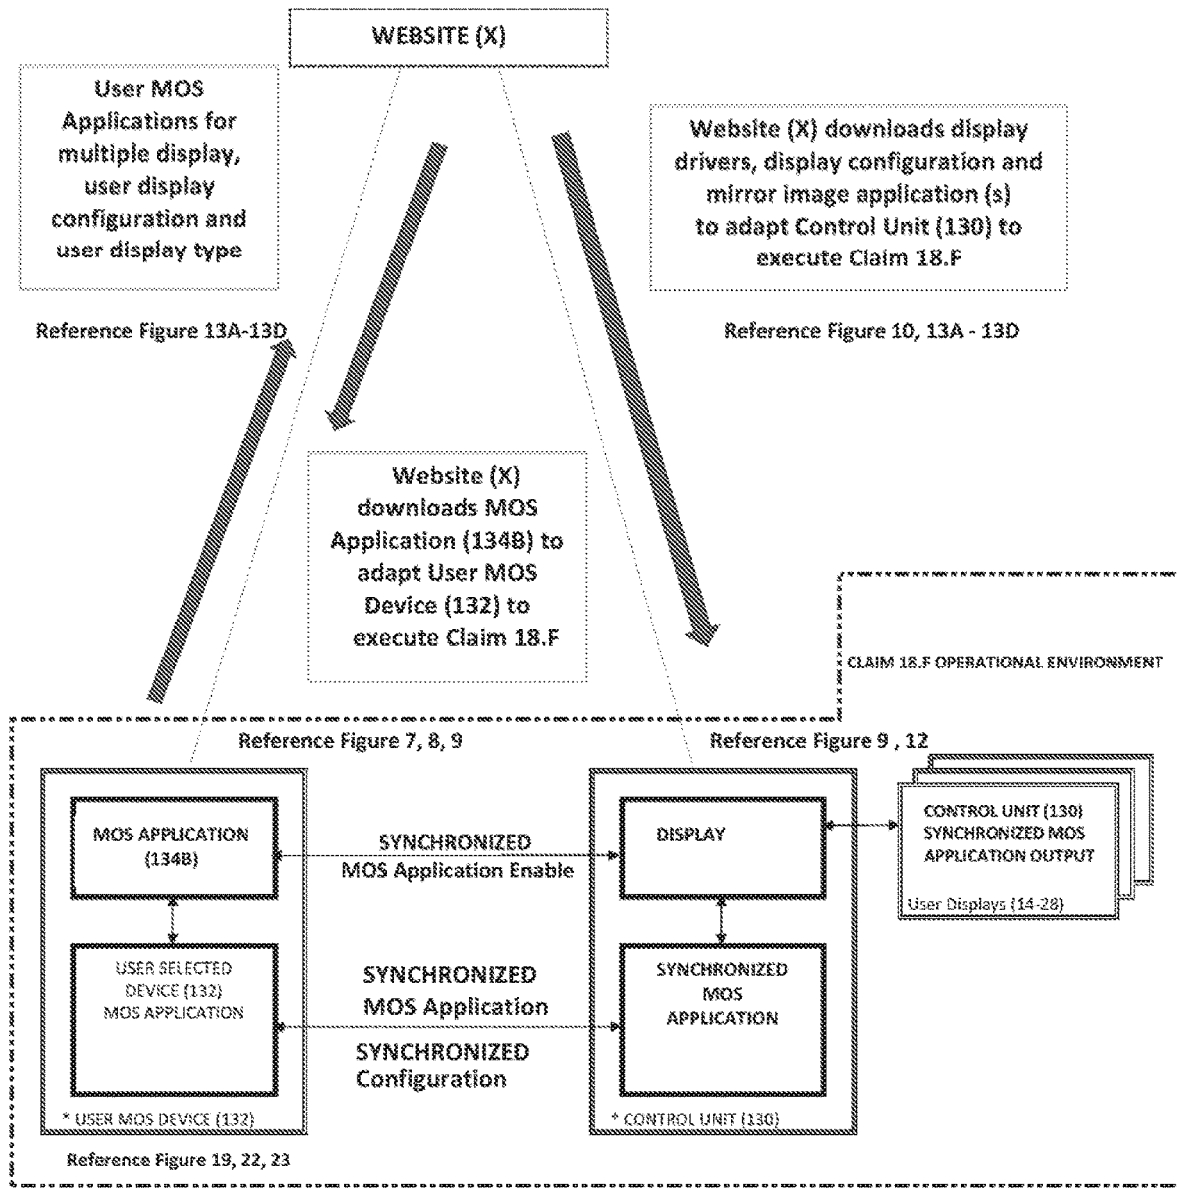 WEBSITE (X)
User MOS
Applications for
multiple display,
user display
configuration and
user display type
Website (X) downloads display
drivers, display configuration and
mirror image application (s)
to adapt Control Unit (130) to
execute Claim 18.F
Reference Figure 13A-13D
Reference Figure 10, 13A - 13D
Website (X)
downloads MOS
Application (134B) to
adapt User MOS
Device (132) to
execute Claim 18.F
CLAIM 18.F OPERATIONAL ENVIRONMENT
Reference Figure 7, 8, 9
Reference Figure 9 , 12
MOS APPLICATION
(134B)
SYNCHRONIZED
MOS Application Enable
DISPLAY
CONTROL UNIT (130)
SYNCHRONIZED MOS
APPLICATION OUTPUT
User Displays (14-28)
USER SELECTED
DEVICE (132)
MOS APPLICATION
SYNCHRONIZED
MOS Application
SYNCHRONIZED
Configuration
SYNCHRONIZED
MOS
APPLICATION
* USER MOS DEVICE (132)
* CONTROL UNIT (130)
Reference Figure 19, 22, 23